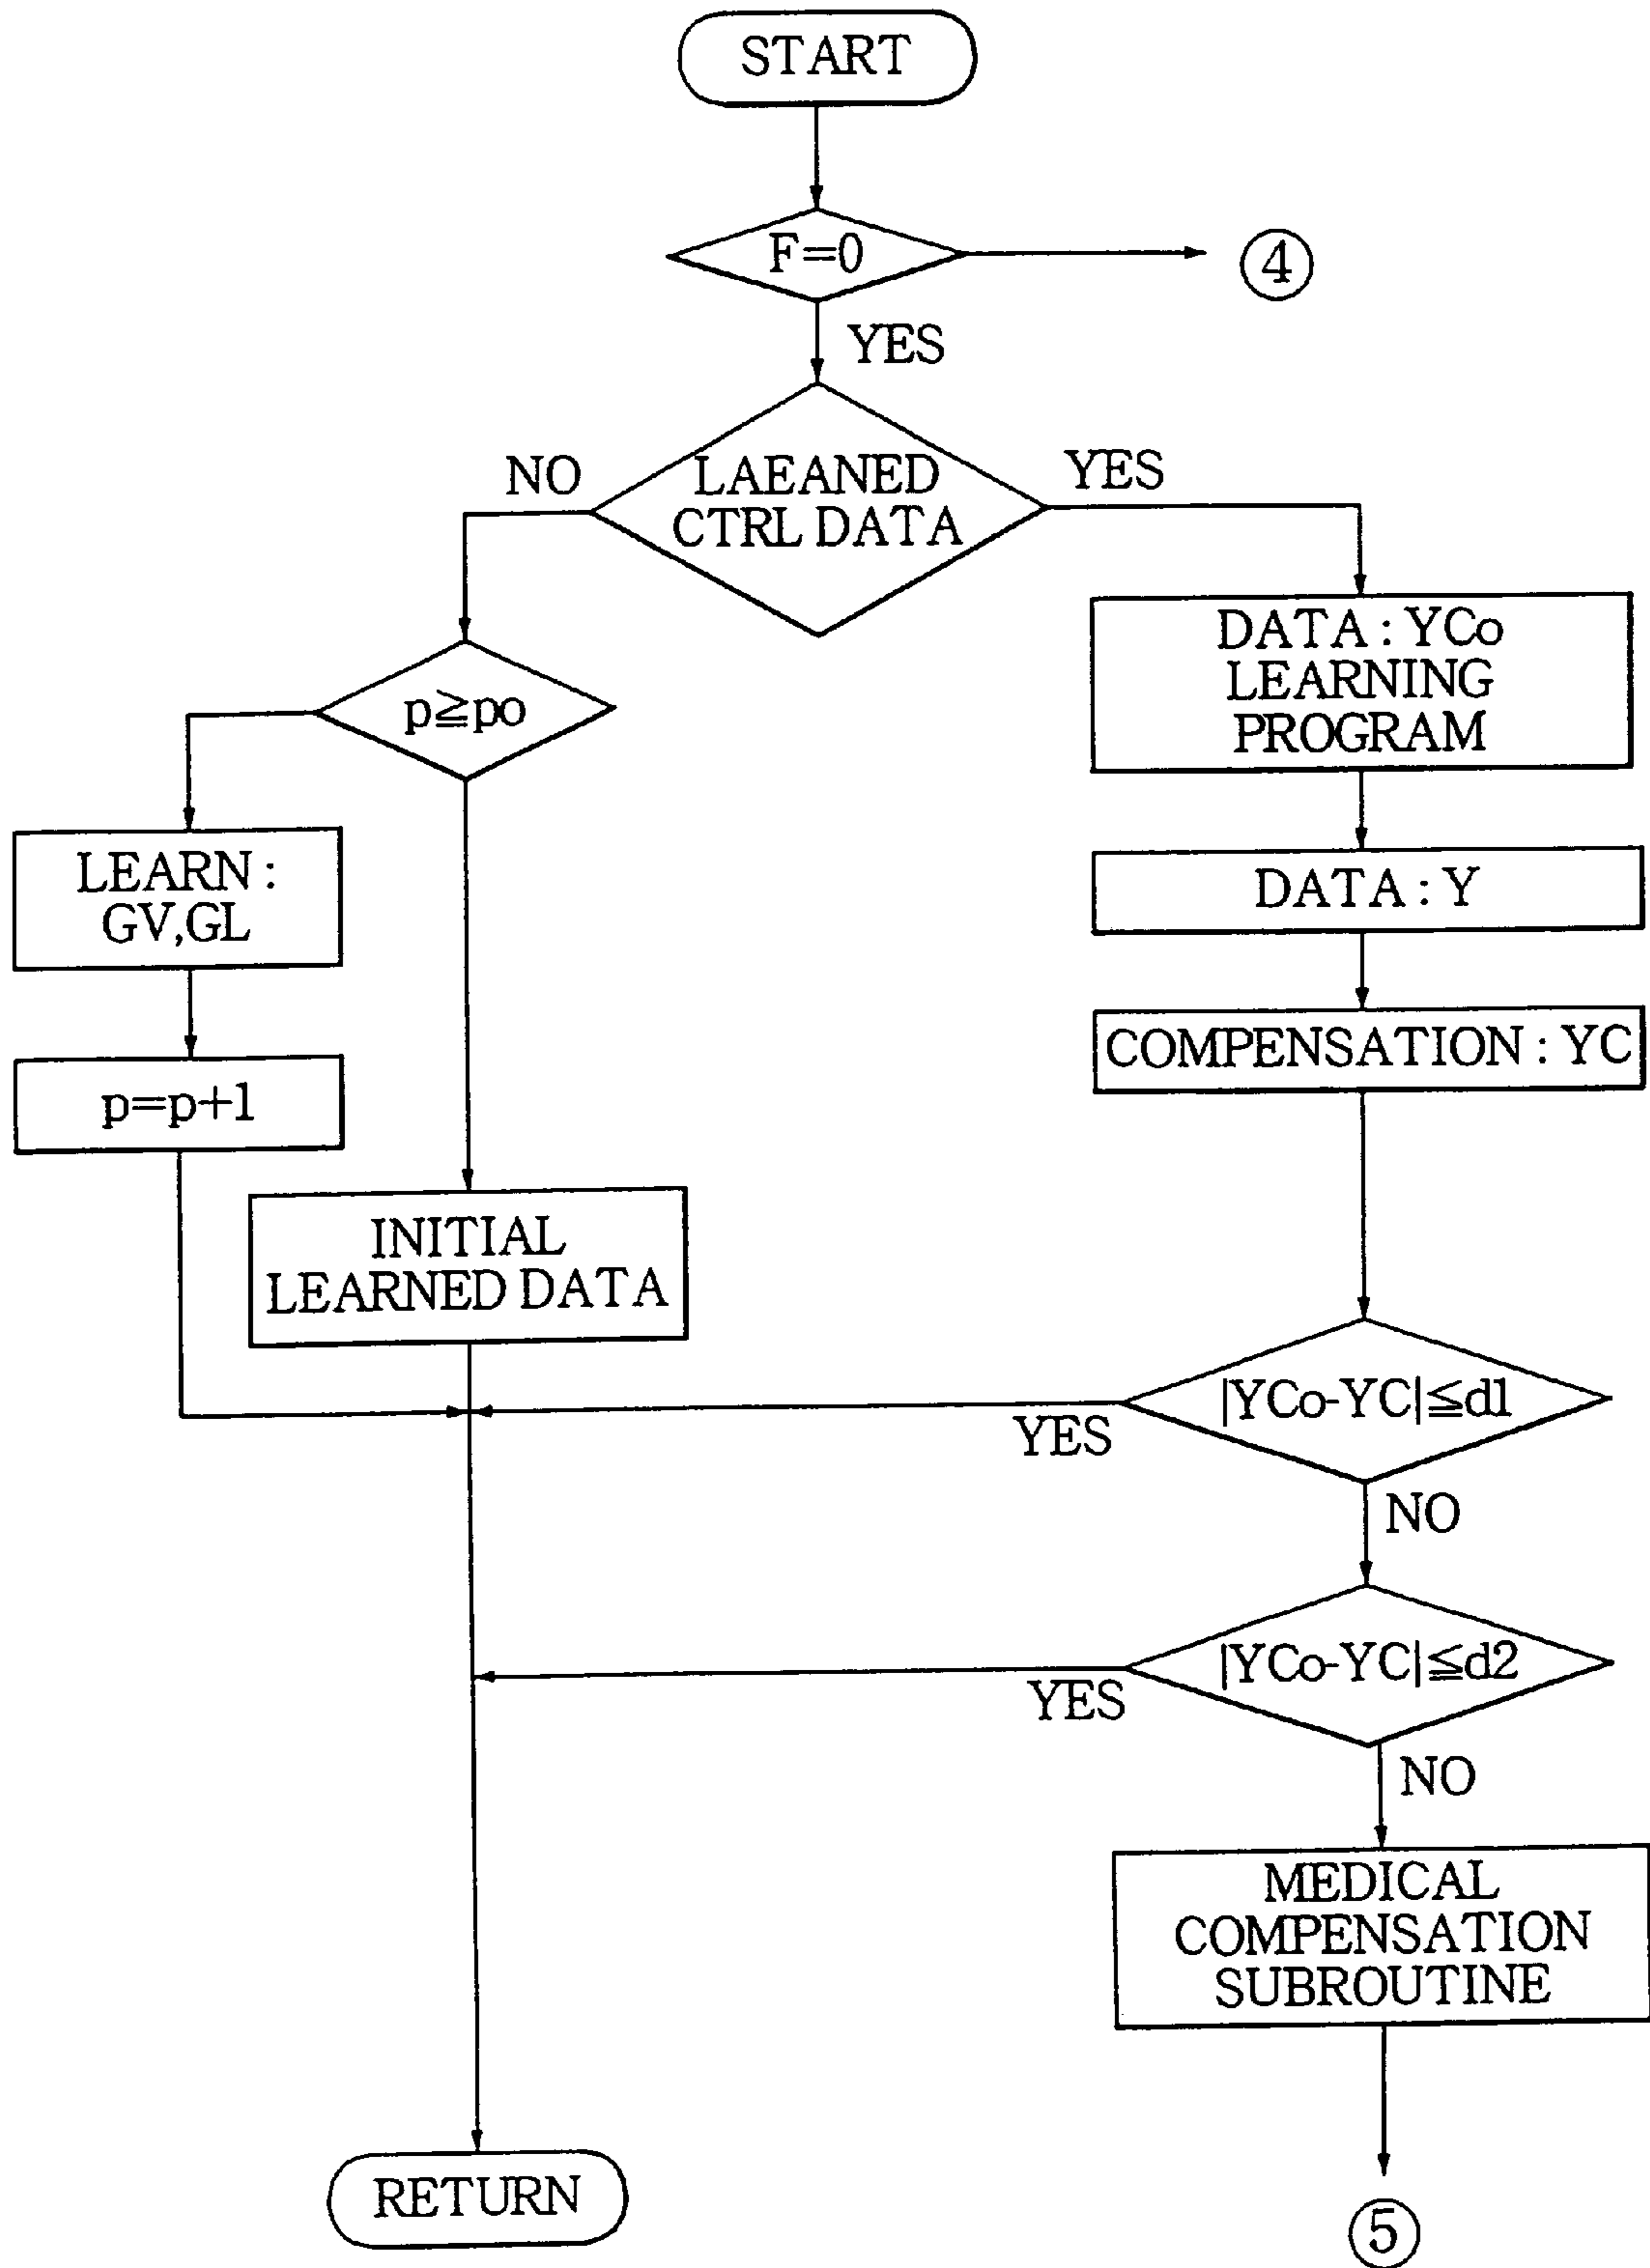 START
F=0
④
YES
NO
LAEANED
CTRL DATA
YES
p≧po
DATA : YCo
LEARNING
PROGRAM
LEARN :
GV,GL
DATA : Y
p=p+1
COMPENSATION : YC
INITIAL
LEARNED DATA
|YCo-YC|≦d1
YES
NO
|YCo-YC|≦d2
YES
NO
MEDICAL
COMPENSATION
SUBROUTINE
RETURN
⑤